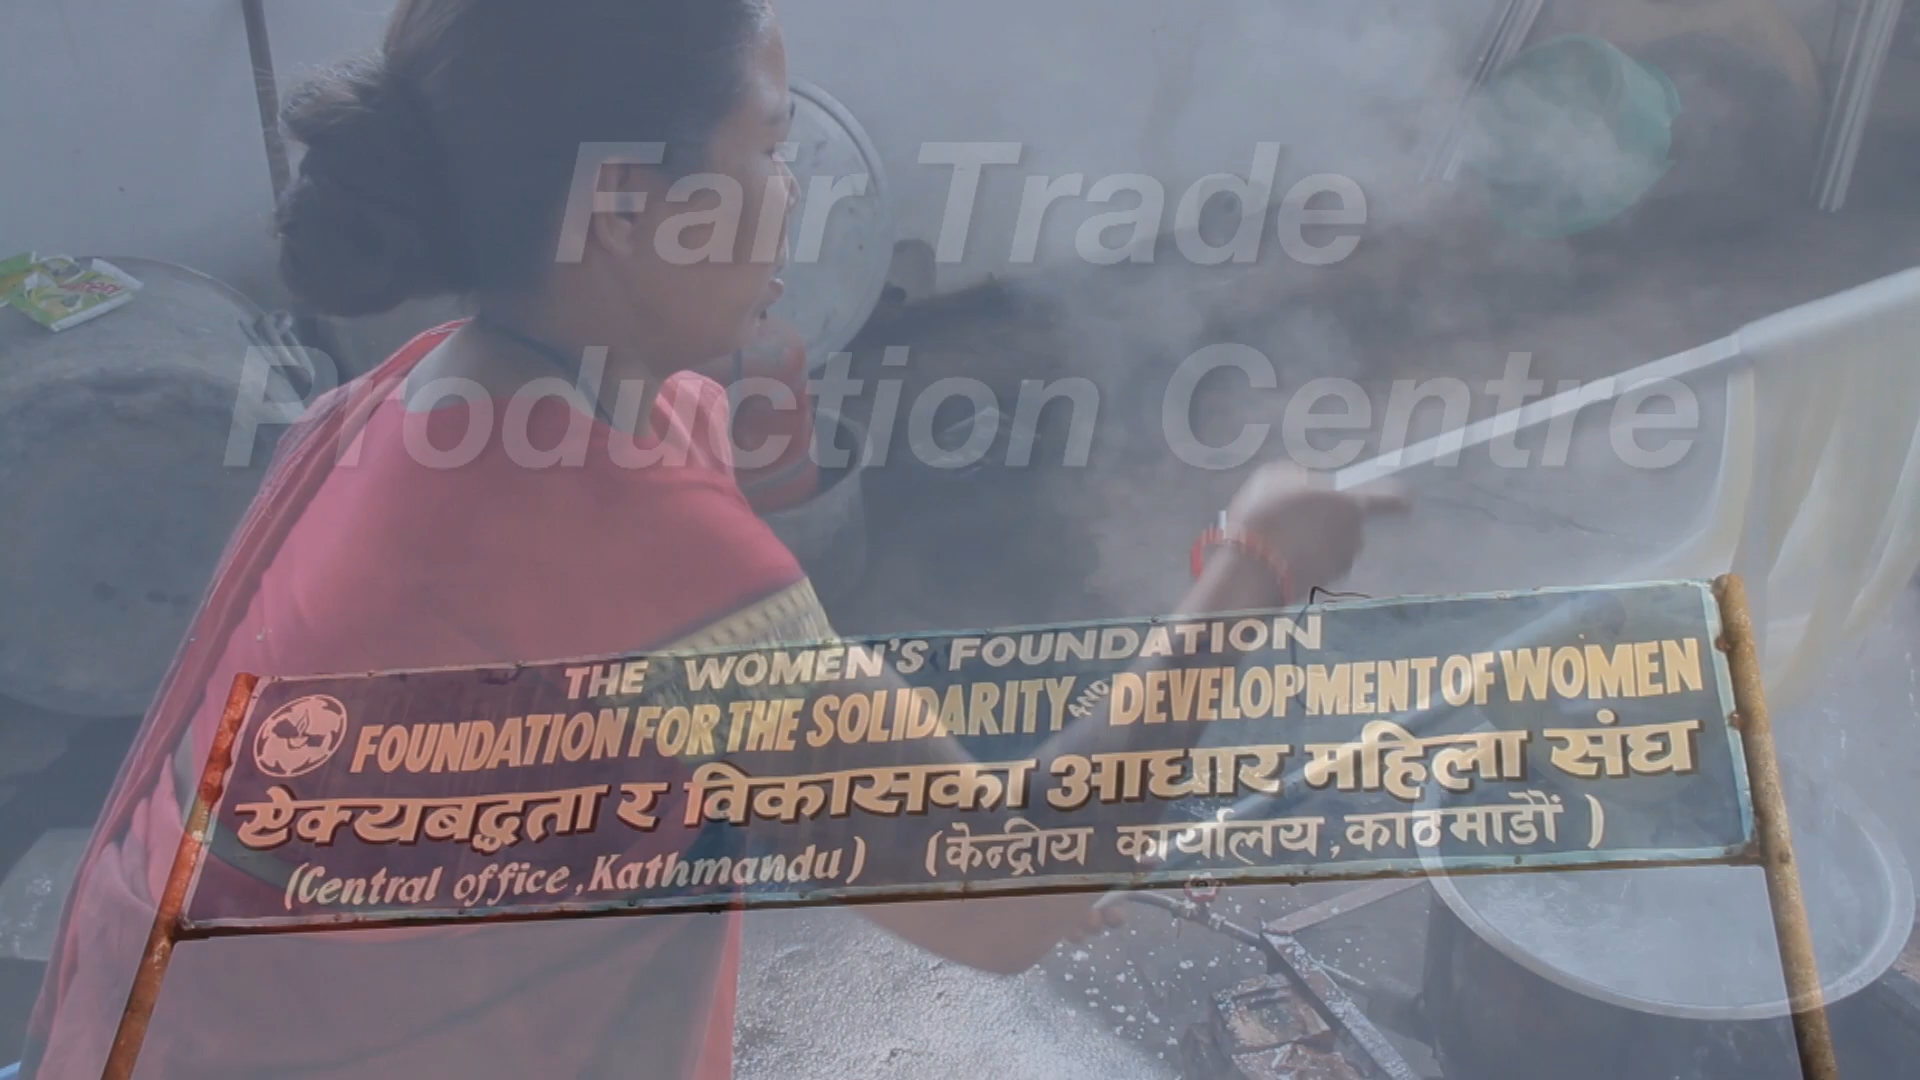 Fair Trade
Production Centre
THE WOMEN'S FOUNDATION
FOUNDATION FOR THE SOLIDARITY AND DEVELOPMENT OF WOMEN
ऐक्यबद्धता र विकासका आधार महिला संघ
(Central office, Kathmandu) (केन्द्रीय कार्यालय, काठमाडौं )